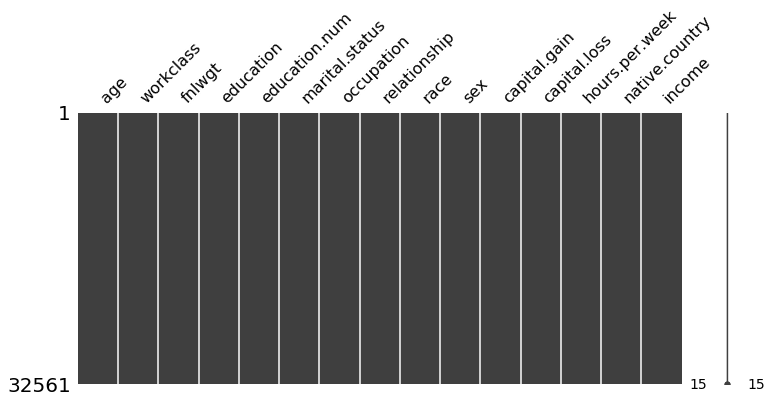 age
workclass
fnlwgt
education
education.num
marital.status
occupation
relationship
race
sex
capital.gain
capital.loss
hours.per.week
native.country
income
1
32561
15
15